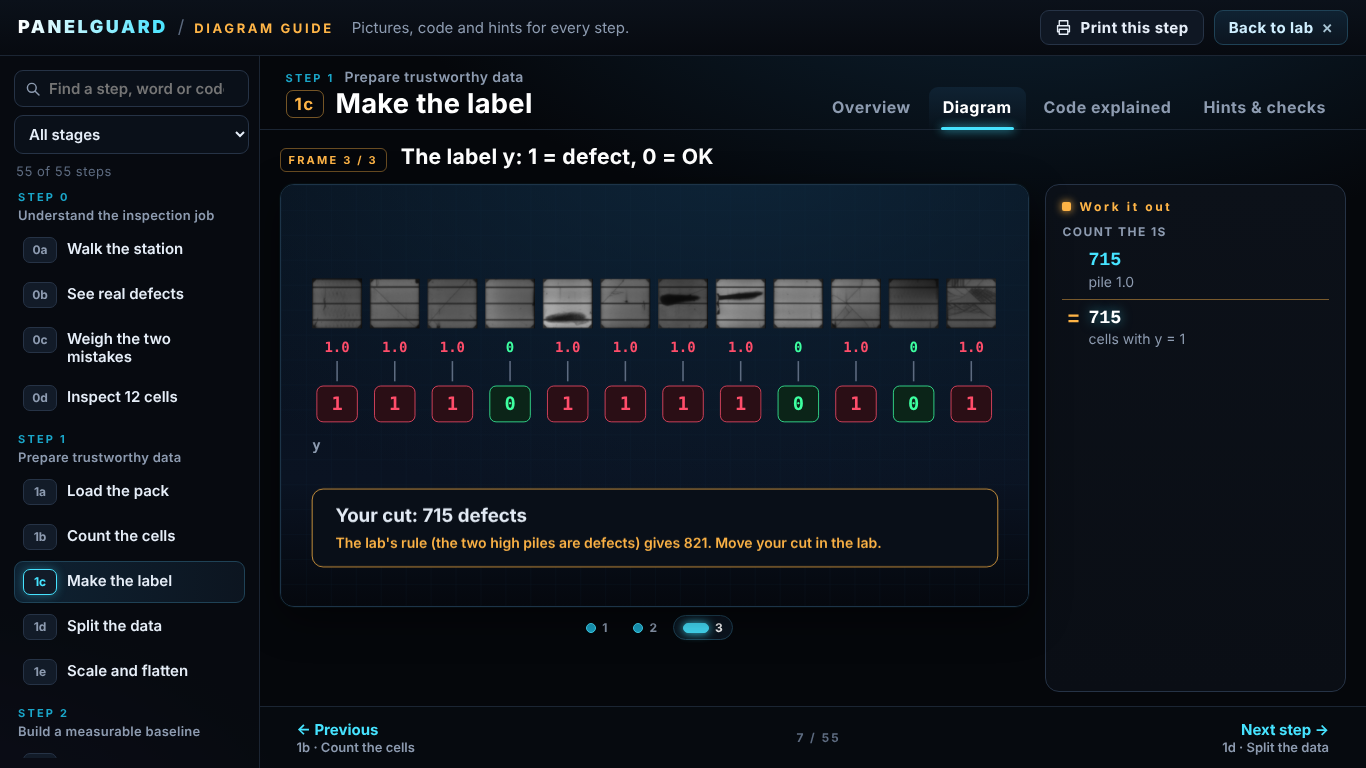 PANELGUARD / DIAGRAM GUIDE Pictures, code and hints for every step.
Print this step
Back to lab ×
Find a step, word or cod
All stages
55 of 55 steps
STEP 0
Understand the inspection job
0a Walk the station
0b See real defects
0c Weigh the two mistakes
0d Inspect 12 cells
STEP 1
Prepare trustworthy data
1a Load the pack
1b Count the cells
1c Make the label
1d Split the data
1e Scale and flatten
STEP 2
Build a measurable baseline
STEP 1 Prepare trustworthy data
1c Make the label
Overview
Diagram
Code explained
Hints & checks
FRAME 3 / 3 The label y: 1 = defect, 0 = OK
1.0 1.0 1.0 0 1.0 1.0 1.0 1.0 0 1.0 0 1.0
1 1 1 0 1 1 1 1 0 1 0 1
y
Your cut: 715 defects
The lab's rule (the two high piles are defects) gives 821. Move your cut in the lab.
1 2 3
Work it out
COUNT THE 1S
715
pile 1.0
= 715
cells with y = 1
← Previous
1b · Count the cells
7 / 55
Next step →
1d · Split the data